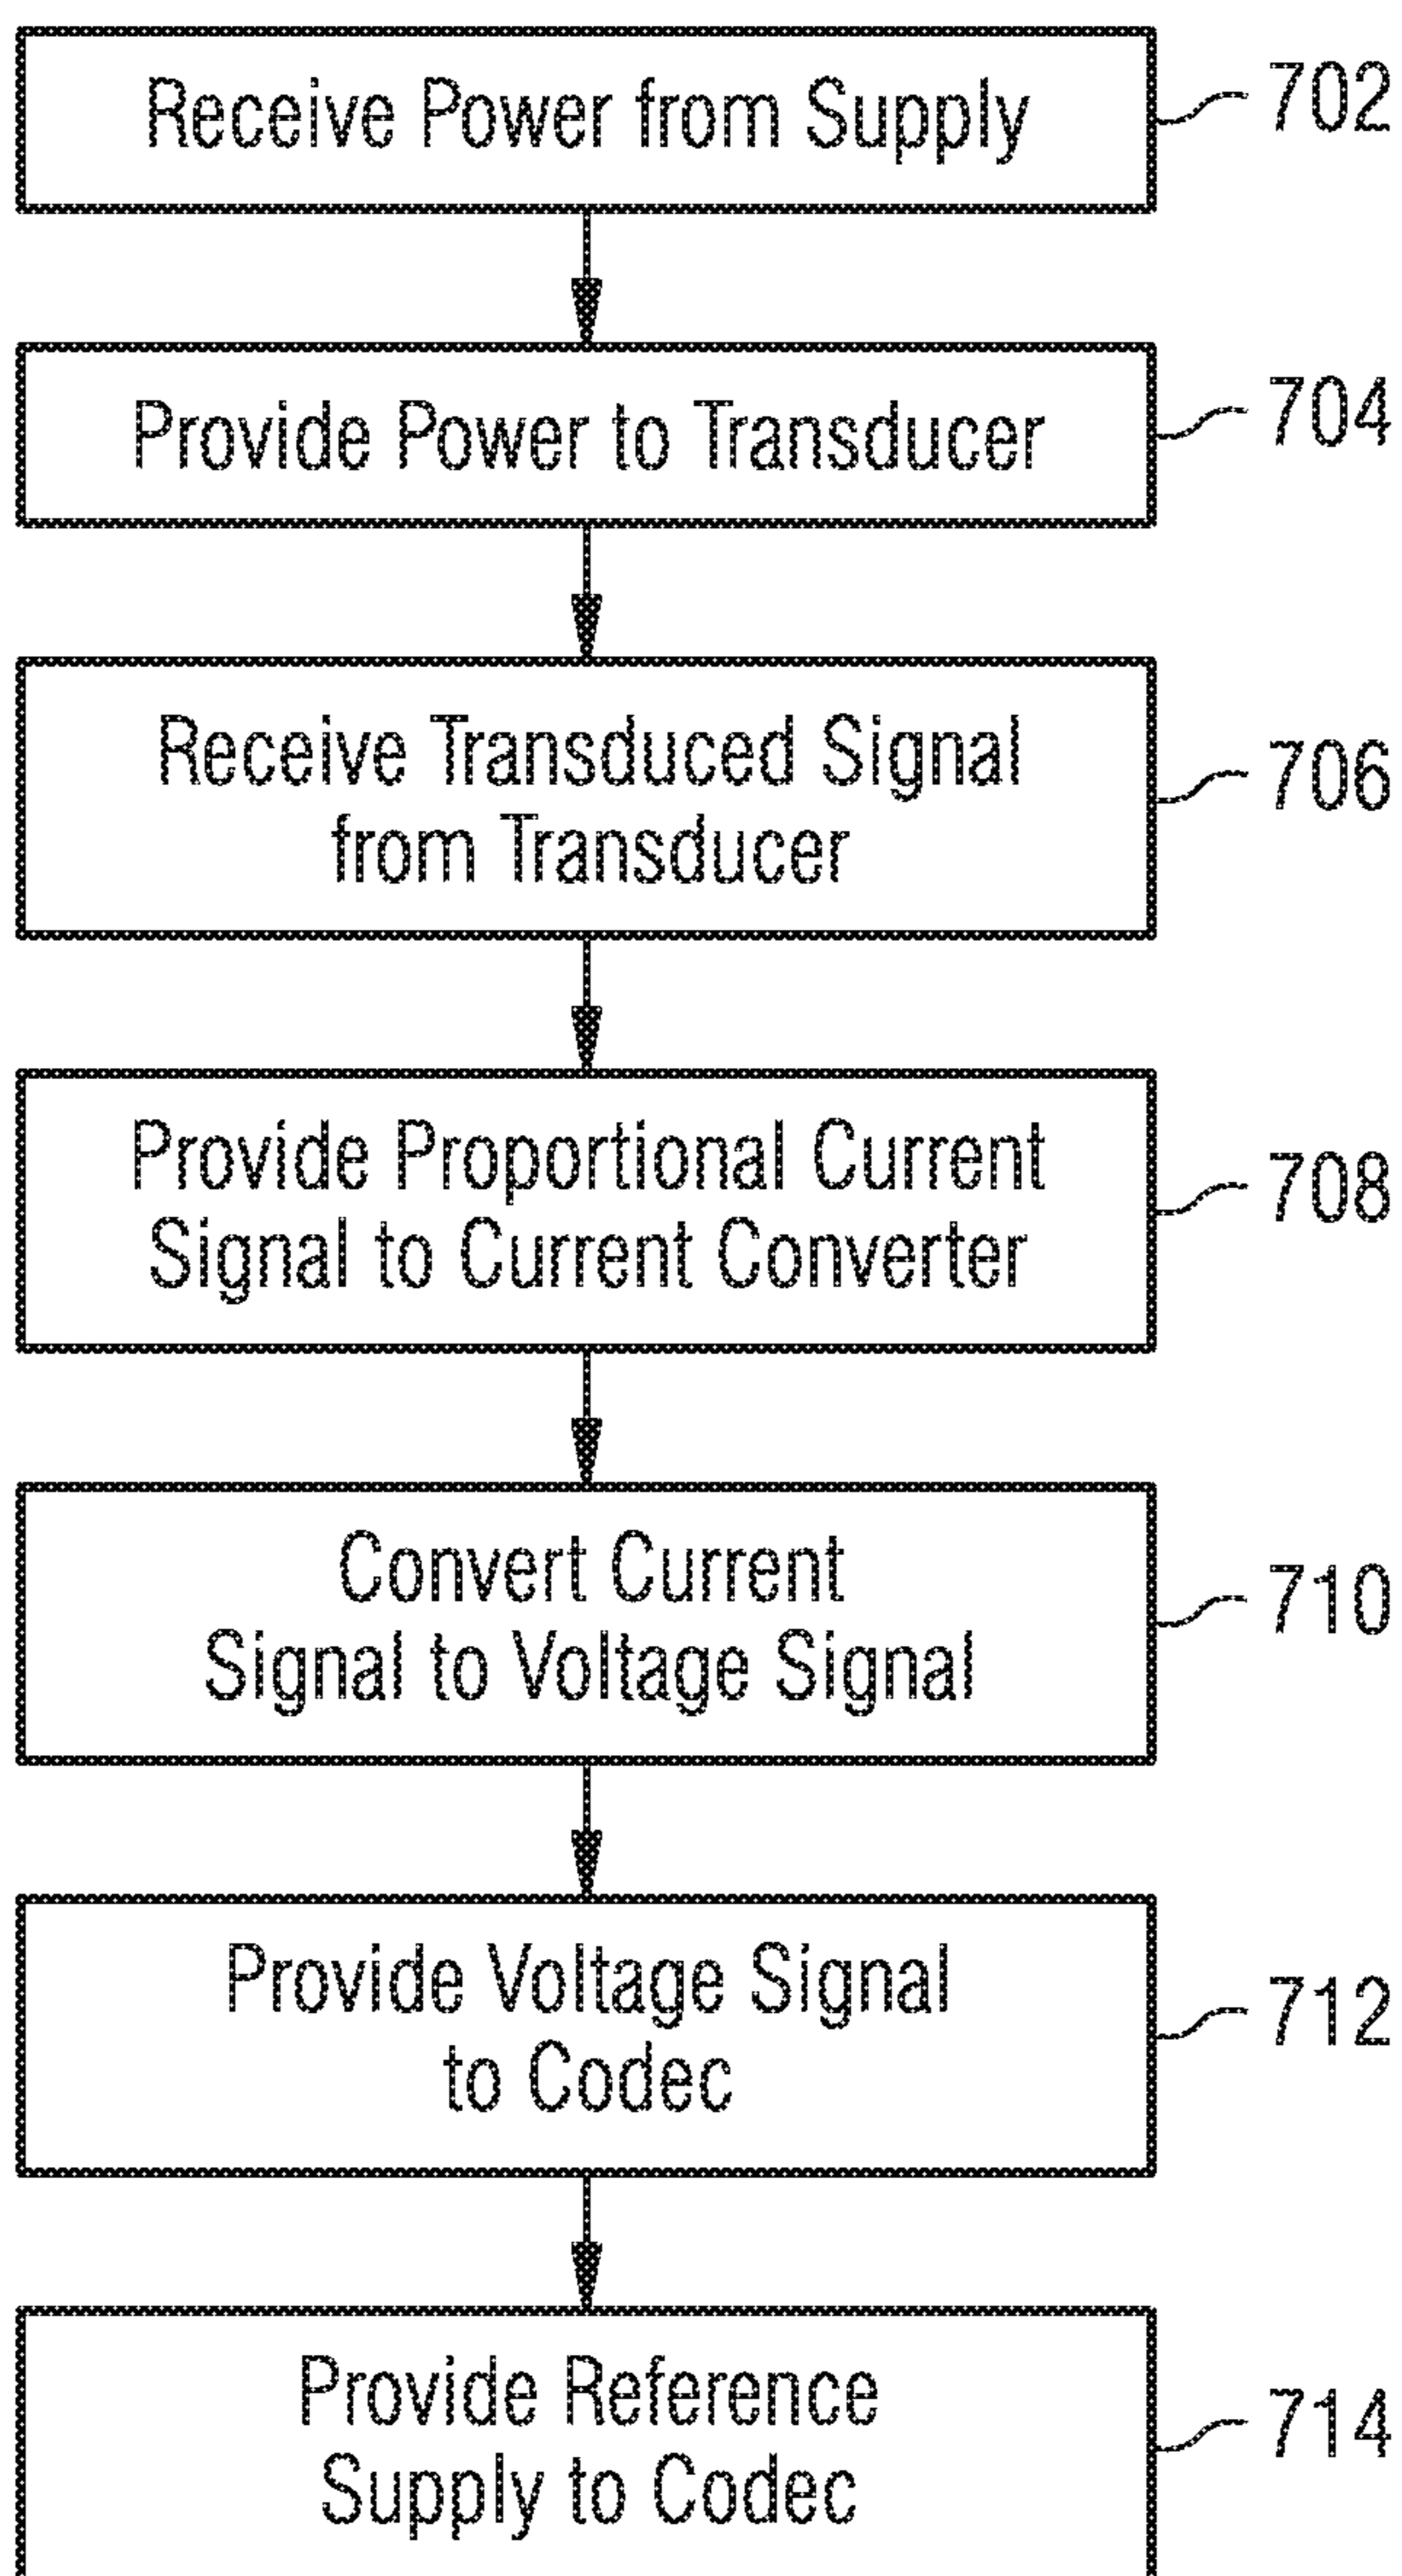 Receive Power from Supply
702
Provide Power to Transducer
704
Receive Transduced Signal
from Transducer
706
Provide Proportional Current
Signal to Current Converter
708
Convert Current
Signal to Voltage Signal
710
Provide Voltage Signal
to Codec
712
Provide Reference
Supply to Codec
714